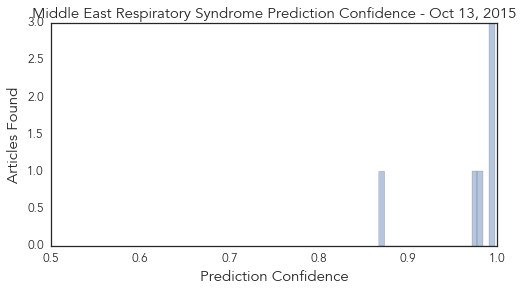 Middle East Respiratory Syndrome Prediction Confidence - Oct 13, 2015
3.0
2.5
2.0
1.5
1.0
0.5
0.0
Articles Found
0.5 0.6 0.7 0.8 0.9 1.0
Prediction Confidence